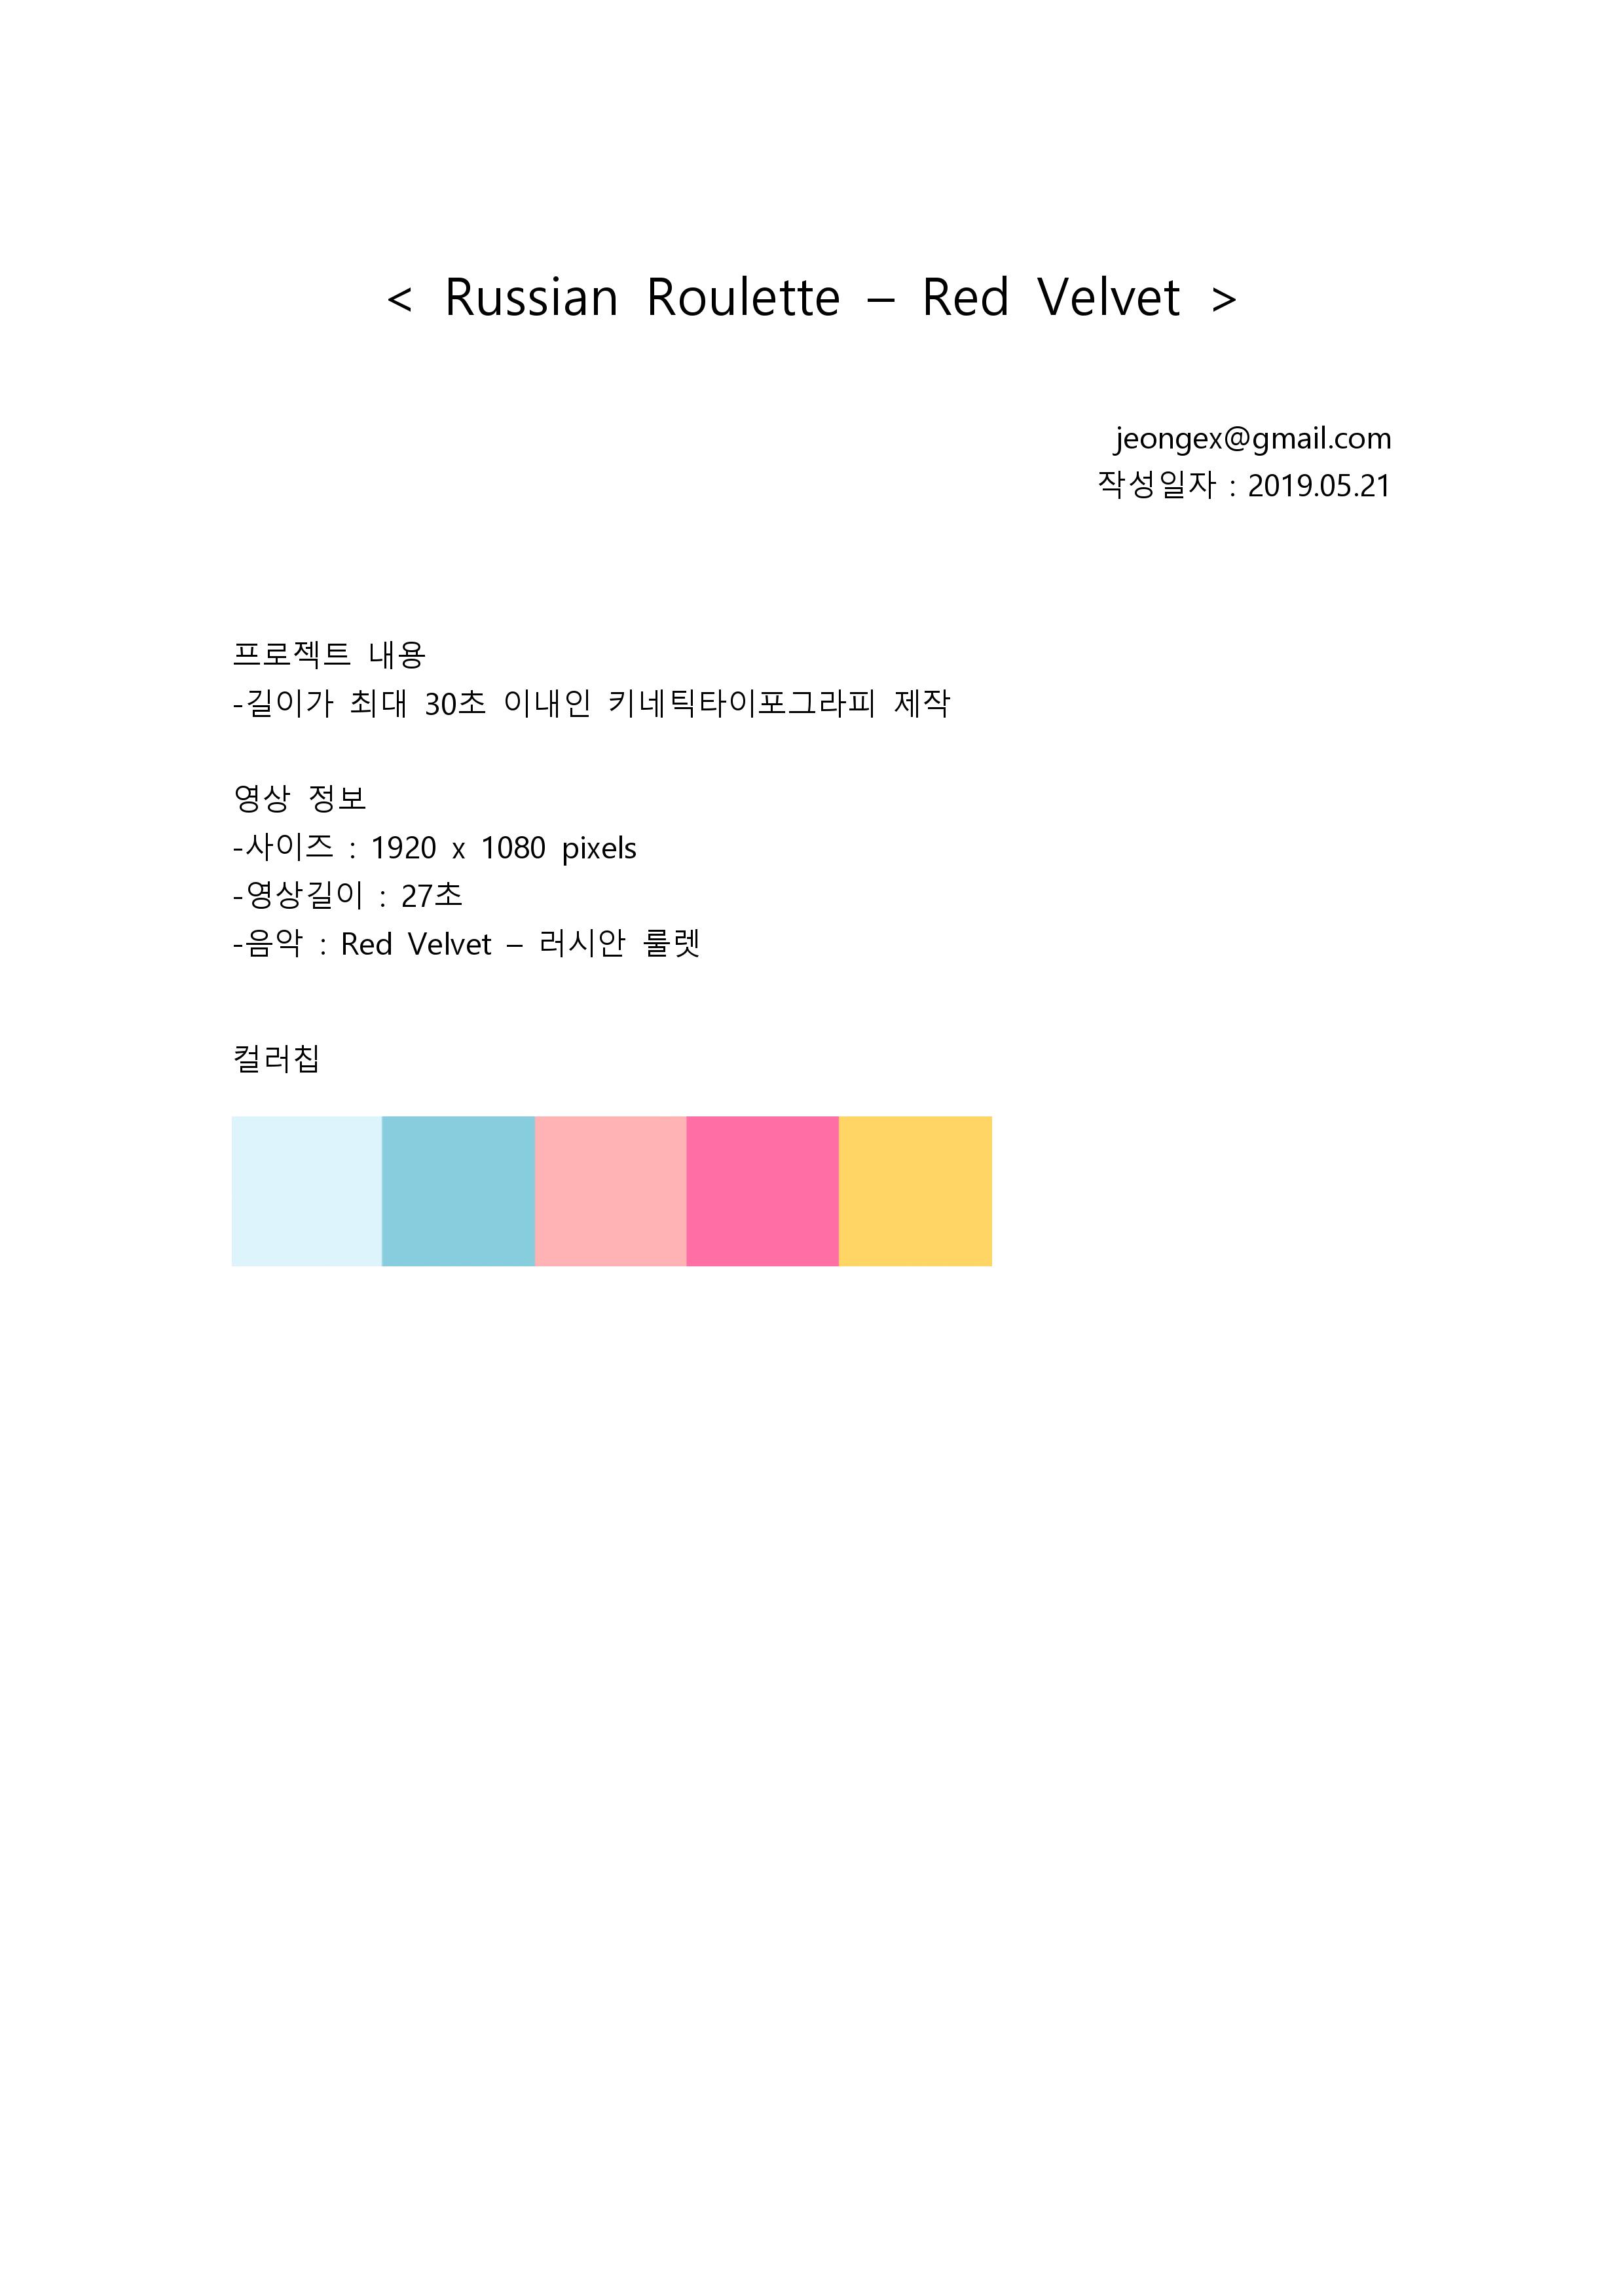 < Russian Roulette – Red Velvet >
jeongex@gmail.com
작성일자 : 2019.05.21
프로젝트 내용
-길이가 최대 30초 이내인 키네틱타이포그라피 제작
영상 정보
-사이즈 : 1920 x 1080 pixels
-영상길이 : 27초
-음악 : Red Velvet – 러시안 룰렛
컬러칩